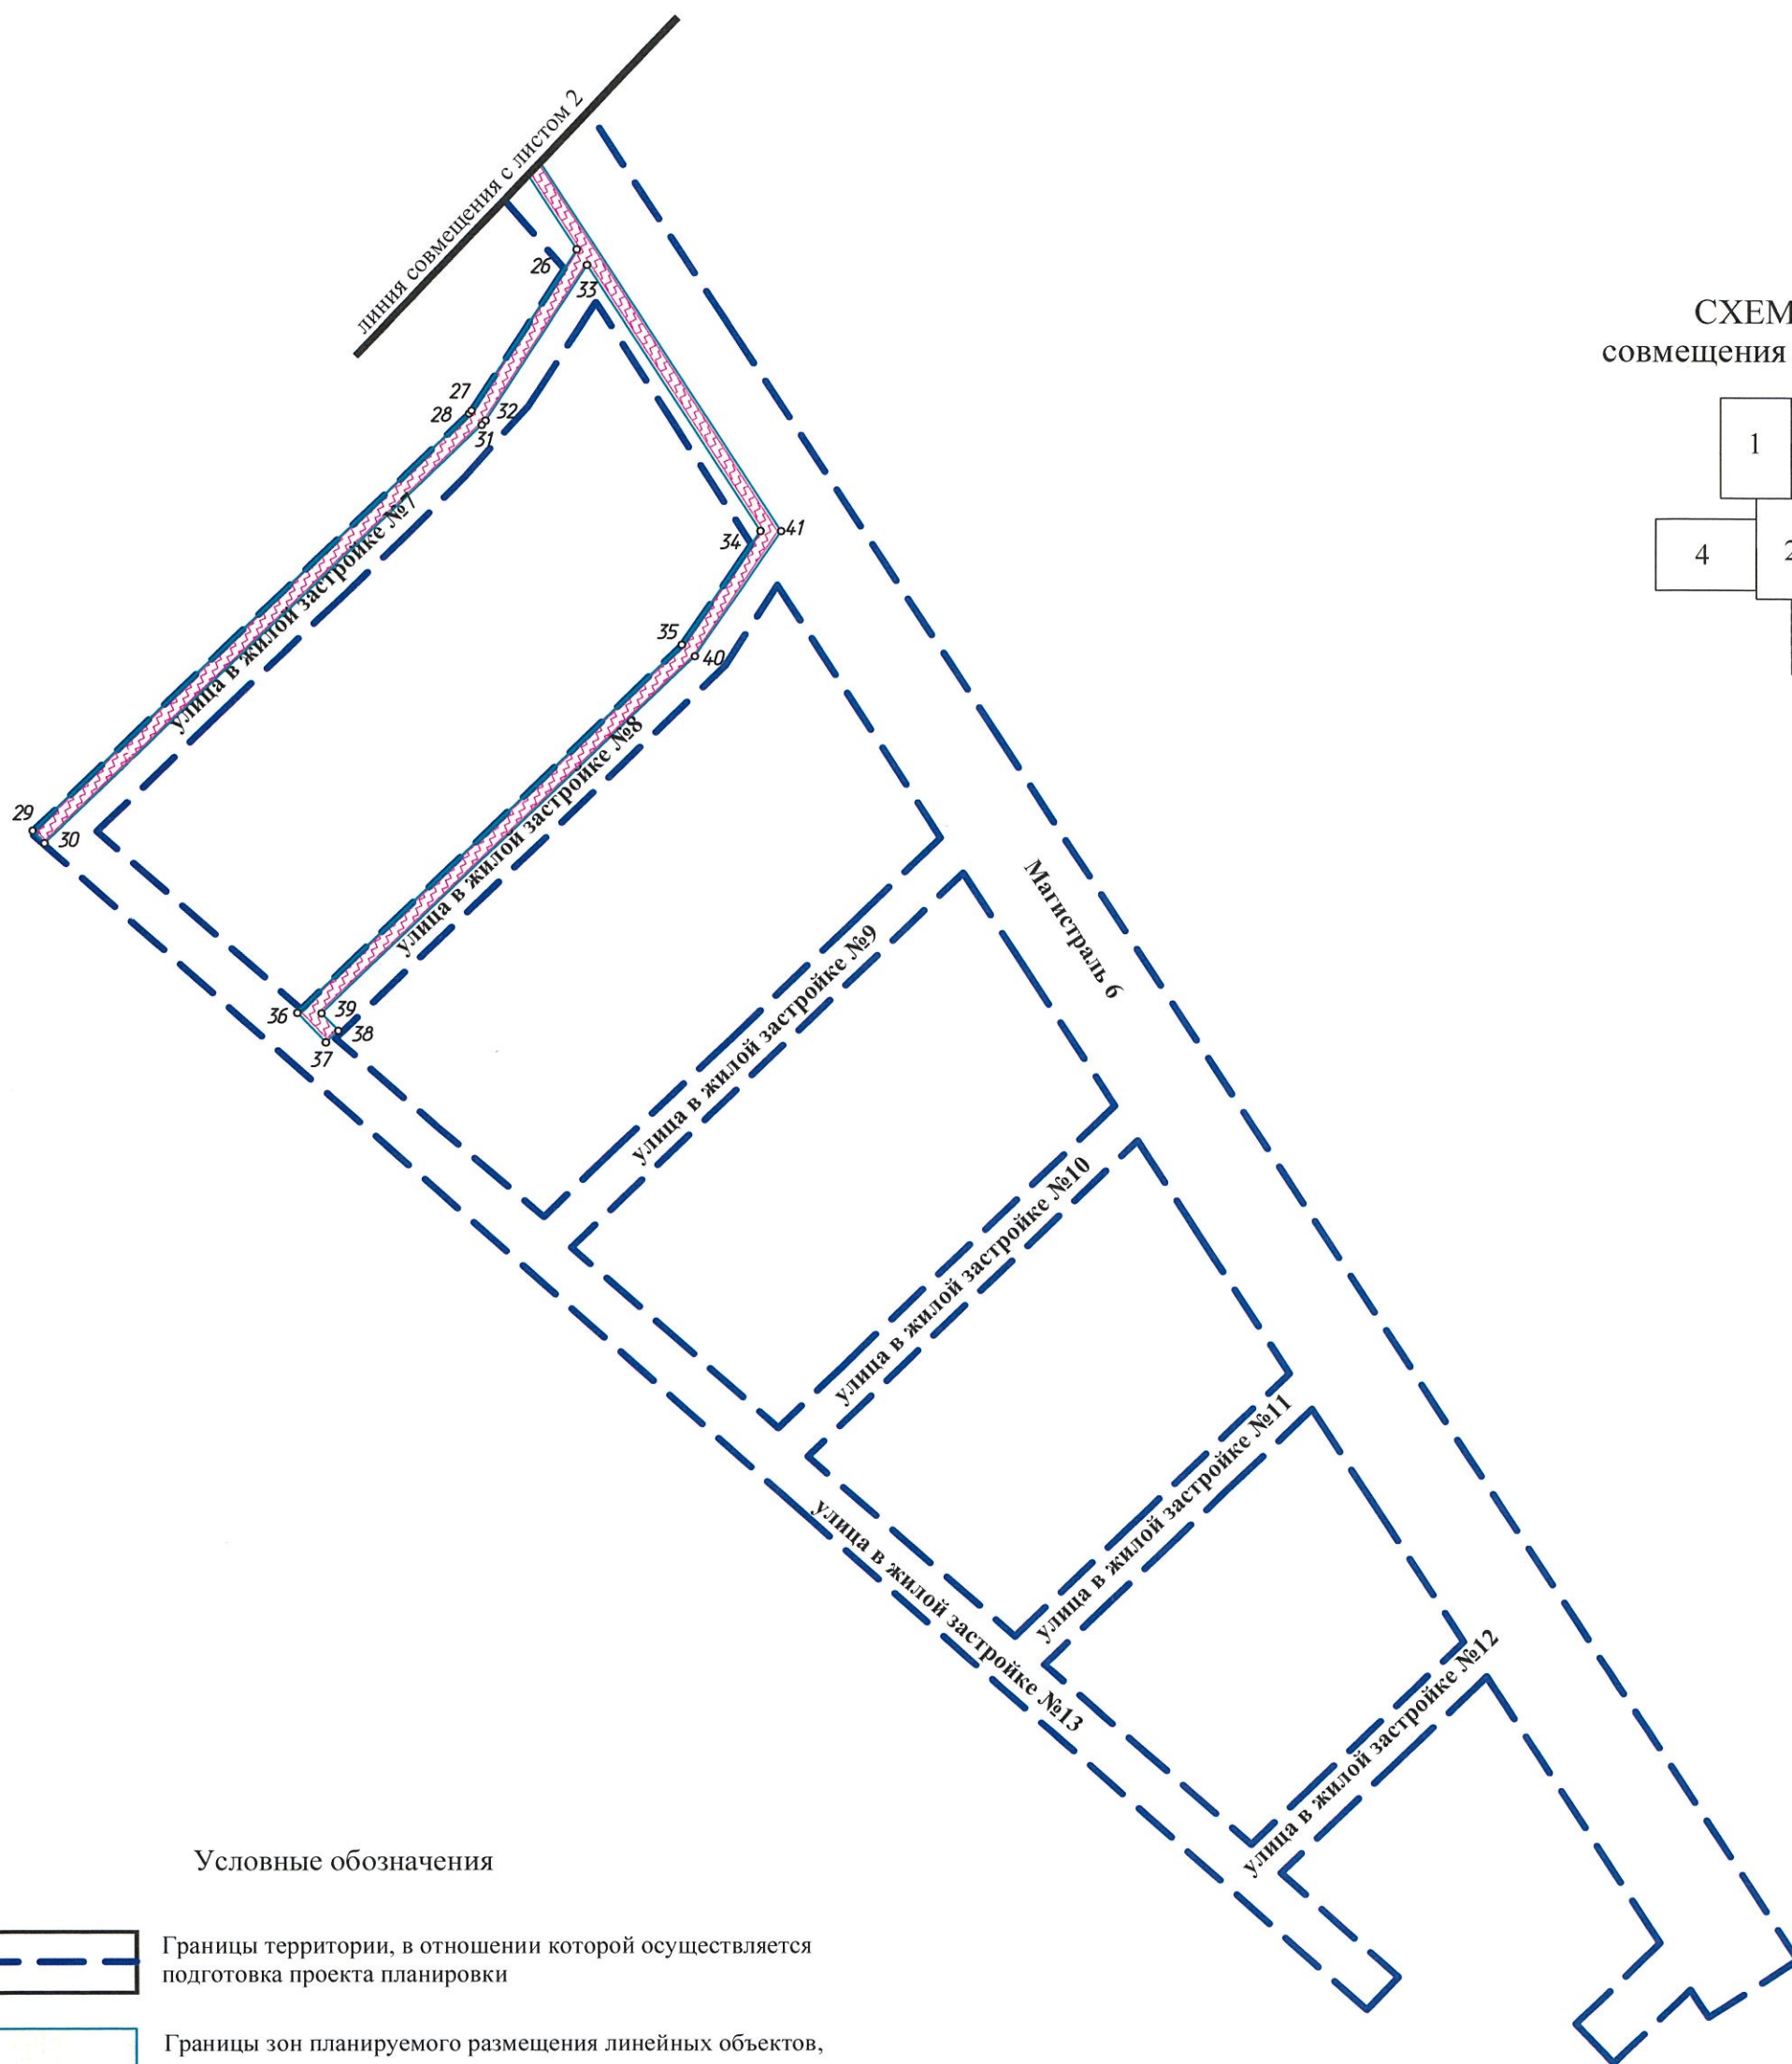 линия совмещения с листом 2
СХЕМ
совмещения
1
4
2
26
33
27
28
32
31
улица в жилой застройке №7
34
41
35
40
улица в жилой застройке №8
29
30
36
39
38
37
Магистраль 6
улица в жилой застройке №9
улица в жилой застройке №10
улица в жилой застройке №11
улица в жилой застройке №12
улица в жилой застройке №13
Условные обозначения
Границы территории, в отношении которой осуществляется
подготовка проекта планировки
Границы зон планируемого размещения линейных объектов,